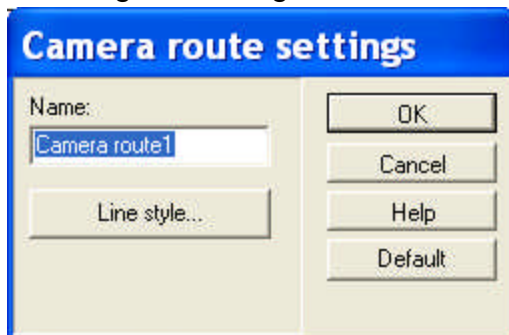 Camera route settings
Name:
Camera route1
Line style...
OK
Cancel
Help
Default